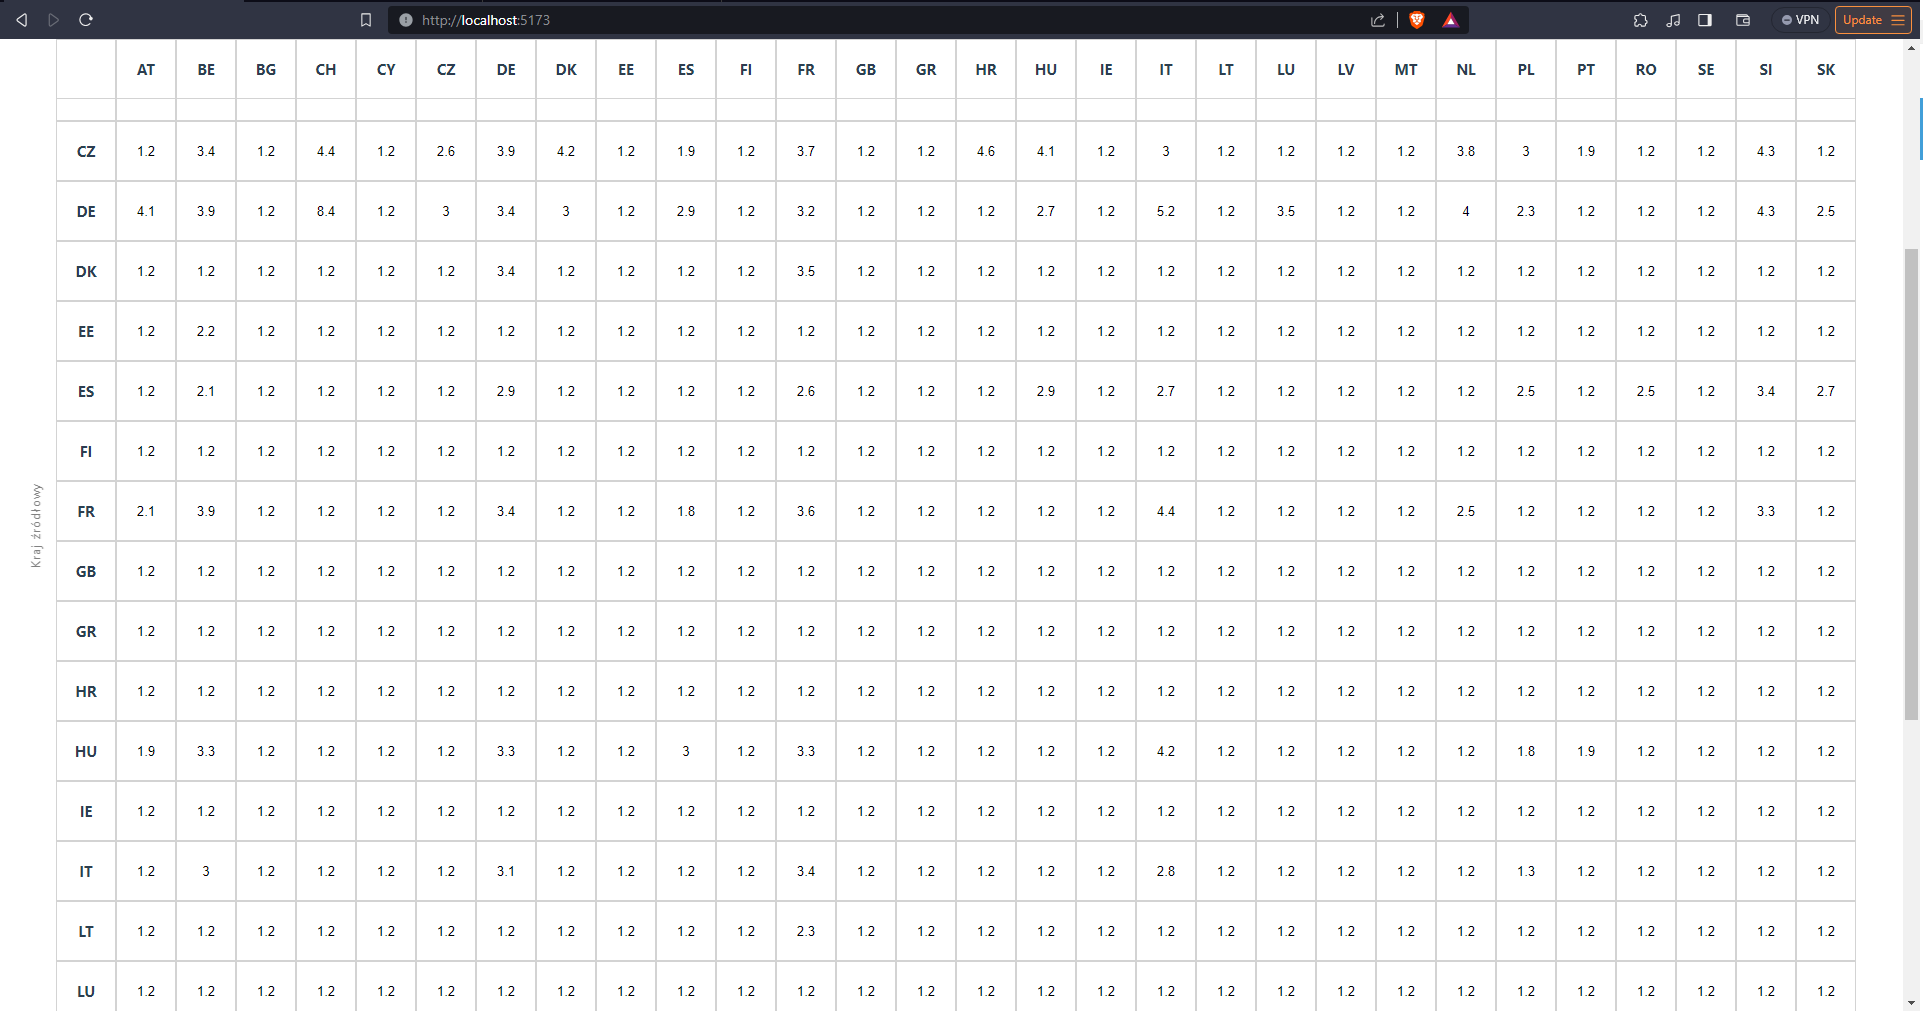 http://localhost:5173 VPN Update
AT BE BG CH CY CZ DE DK EE ES FI FR GB GR HR HU IE IT LT LU LV MT NL PL PT RO SE SI SK
CZ 1.2 3.4 1.2 4.4 1.2 2.6 3.9 4.2 1.2 1.9 1.2 3.7 1.2 1.2 4.6 4.1 1.2 3 1.2 1.2 1.2 1.2 3.8 3 1.9 1.2 1.2 4.3 1.2
DE 4.1 3.9 1.2 8.4 1.2 3 3.4 3 1.2 2.9 1.2 3.2 1.2 1.2 1.2 2.7 1.2 5.2 1.2 3.5 1.2 1.2 4 2.3 1.2 1.2 1.2 4.3 2.5
DK 1.2 1.2 1.2 1.2 1.2 1.2 3.4 1.2 1.2 1.2 1.2 3.5 1.2 1.2 1.2 1.2 1.2 1.2 1.2 1.2 1.2 1.2 1.2 1.2 1.2 1.2 1.2 1.2 1.2
EE 1.2 2.2 1.2 1.2 1.2 1.2 1.2 1.2 1.2 1.2 1.2 1.2 1.2 1.2 1.2 1.2 1.2 1.2 1.2 1.2 1.2 1.2 1.2 1.2 1.2 1.2 1.2 1.2 1.2
ES 1.2 2.1 1.2 1.2 1.2 1.2 2.9 1.2 1.2 1.2 1.2 2.6 1.2 1.2 1.2 2.9 1.2 2.7 1.2 1.2 1.2 1.2 1.2 2.5 1.2 2.5 1.2 3.4 2.7
FI 1.2 1.2 1.2 1.2 1.2 1.2 1.2 1.2 1.2 1.2 1.2 1.2 1.2 1.2 1.2 1.2 1.2 1.2 1.2 1.2 1.2 1.2 1.2 1.2 1.2 1.2 1.2 1.2 1.2
Kraj źródłowy
FR 2.1 3.9 1.2 1.2 1.2 1.2 3.4 1.2 1.2 1.8 1.2 3.6 1.2 1.2 1.2 1.2 1.2 4.4 1.2 1.2 1.2 1.2 2.5 1.2 1.2 1.2 1.2 3.3 1.2
GB 1.2 1.2 1.2 1.2 1.2 1.2 1.2 1.2 1.2 1.2 1.2 1.2 1.2 1.2 1.2 1.2 1.2 1.2 1.2 1.2 1.2 1.2 1.2 1.2 1.2 1.2 1.2 1.2 1.2
GR 1.2 1.2 1.2 1.2 1.2 1.2 1.2 1.2 1.2 1.2 1.2 1.2 1.2 1.2 1.2 1.2 1.2 1.2 1.2 1.2 1.2 1.2 1.2 1.2 1.2 1.2 1.2 1.2 1.2
HR 1.2 1.2 1.2 1.2 1.2 1.2 1.2 1.2 1.2 1.2 1.2 1.2 1.2 1.2 1.2 1.2 1.2 1.2 1.2 1.2 1.2 1.2 1.2 1.2 1.2 1.2 1.2 1.2 1.2
HU 1.9 3.3 1.2 1.2 1.2 1.2 3.3 1.2 1.2 3 1.2 3.3 1.2 1.2 1.2 1.2 1.2 4.2 1.2 1.2 1.2 1.2 1.2 1.8 1.9 1.2 1.2 1.2 1.2
IE 1.2 1.2 1.2 1.2 1.2 1.2 1.2 1.2 1.2 1.2 1.2 1.2 1.2 1.2 1.2 1.2 1.2 1.2 1.2 1.2 1.2 1.2 1.2 1.2 1.2 1.2 1.2 1.2 1.2
IT 1.2 3 1.2 1.2 1.2 1.2 3.1 1.2 1.2 1.2 1.2 3.4 1.2 1.2 1.2 1.2 1.2 2.8 1.2 1.2 1.2 1.2 1.2 1.3 1.2 1.2 1.2 1.2 1.2
LT 1.2 1.2 1.2 1.2 1.2 1.2 1.2 1.2 1.2 1.2 1.2 2.3 1.2 1.2 1.2 1.2 1.2 1.2 1.2 1.2 1.2 1.2 1.2 1.2 1.2 1.2 1.2 1.2 1.2
LU 1.2 1.2 1.2 1.2 1.2 1.2 1.2 1.2 1.2 1.2 1.2 1.2 1.2 1.2 1.2 1.2 1.2 1.2 1.2 1.2 1.2 1.2 1.2 1.2 1.2 1.2 1.2 1.2 1.2